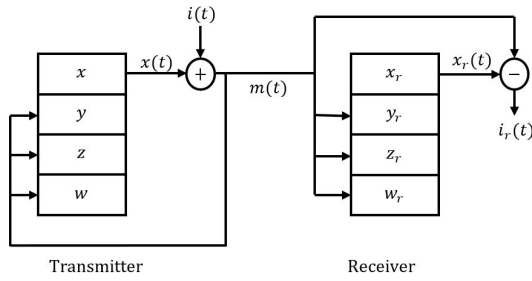 i(t)
x(t)
+
m(t)
x
y
z
w
Transmitter
x_r
y_r
z_r
w_r
x_r(t)
−
i_r(t)
Receiver